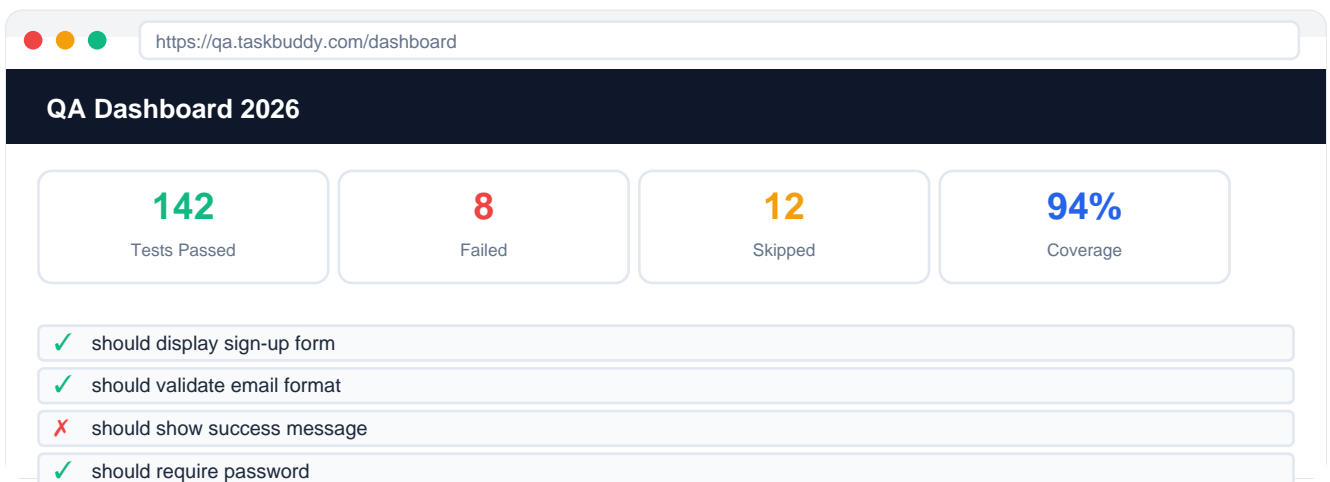 https://qa.taskbuddy.com/dashboard
QA Dashboard 2026
142
Tests Passed
8
Failed
12
Skipped
94%
Coverage
✓ should display sign-up form
✓ should validate email format
✗ should show success message
✓ should require password